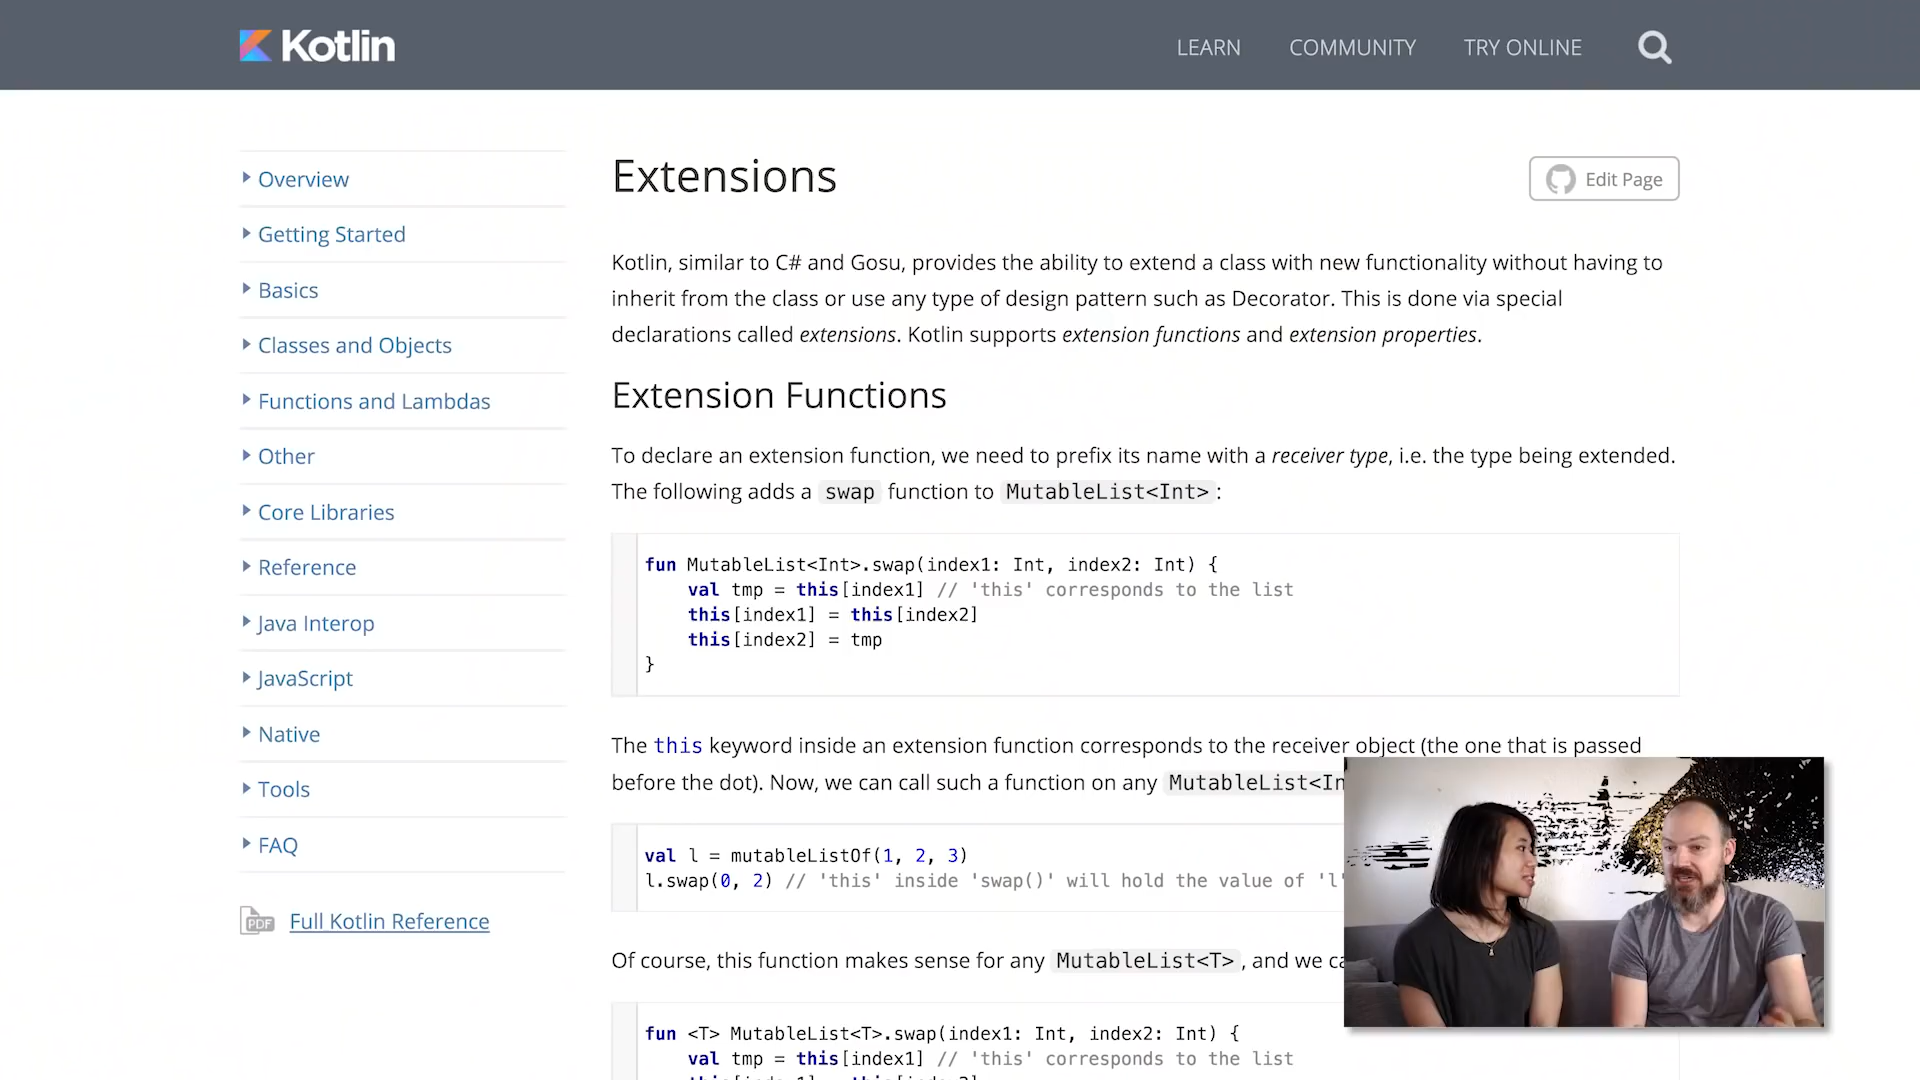 Kotlin
LEARN
COMMUNITY
TRY ONLINE
Overview
Getting Started
Basics
Classes and Objects
Functions and Lambdas
Other
Core Libraries
Reference
Java Interop
JavaScript
Native
Tools
FAQ
PDF
Full Kotlin Reference
Extensions
Edit Page
Kotlin, similar to C# and Gosu, provides the ability to extend a class with new functionality without having to
inherit from the class or use any type of design pattern such as Decorator. This is done via special
declarations called extensions. Kotlin supports extension functions and extension properties.
Extension Functions
To declare an extension function, we need to prefix its name with a receiver type, i.e. the type being extended.
The following adds a swap function to MutableList<Int>:
fun MutableList<Int>.swap(index1: Int, index2: Int) {
    val tmp = this[index1] // 'this' corresponds to the list
    this[index1] = this[index2]
    this[index2] = tmp
}
The this keyword inside an extension function corresponds to the receiver object (the one that is passed
before the dot). Now, we can call such a function on any MutableList<In
val l = mutableListOf(1, 2, 3)
l.swap(0, 2) // 'this' inside 'swap()' will hold the value of 'l'
Of course, this function makes sense for any MutableList<T>, and we ca
fun <T> MutableList<T>.swap(index1: Int, index2: Int) {
    val tmp = this[index1] // 'this' corresponds to the list